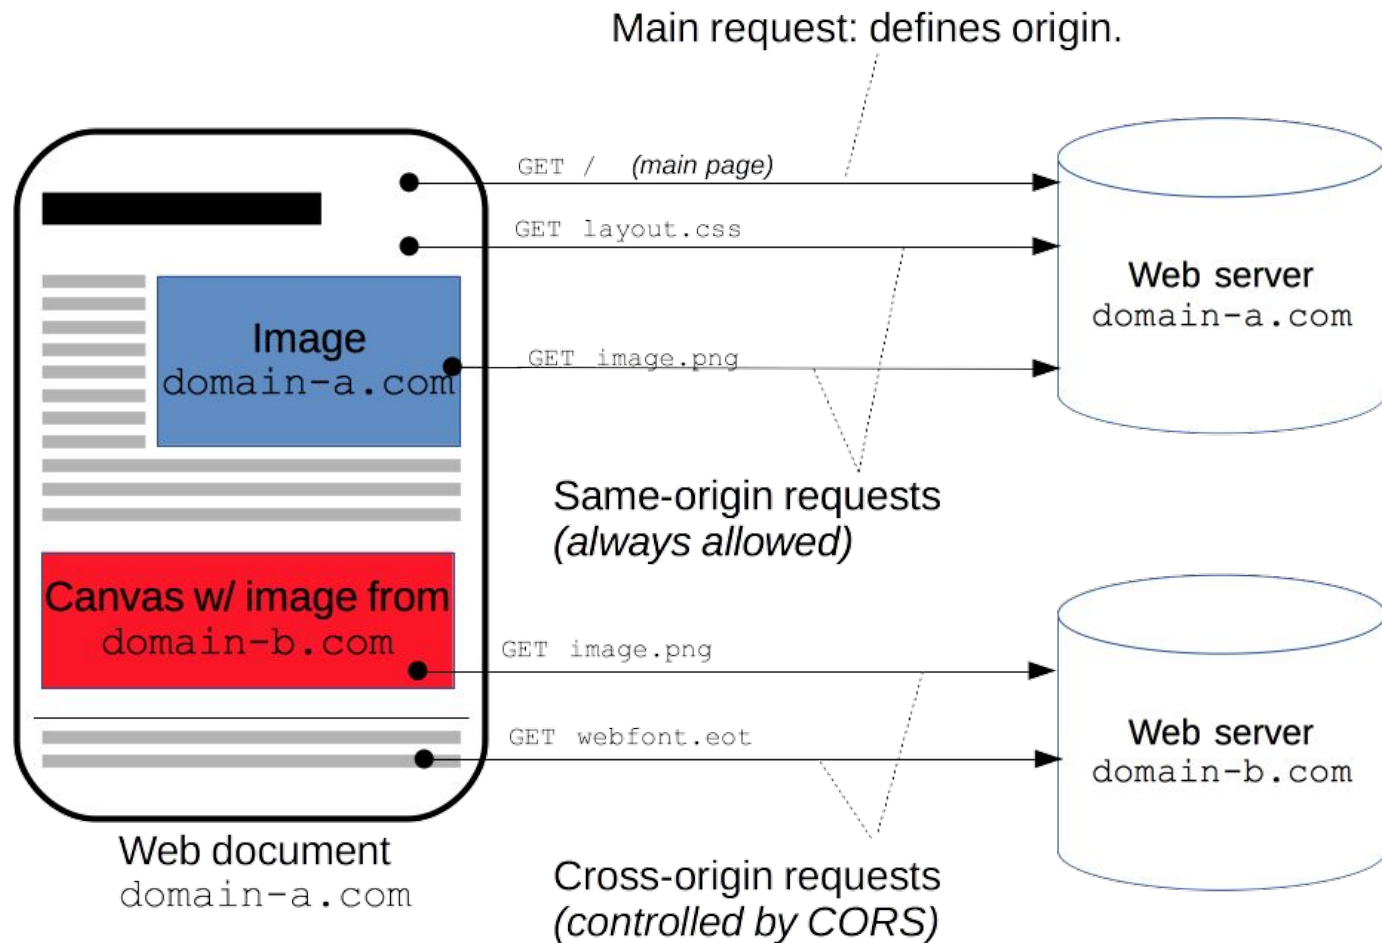 Main request: defines origin.
GET / (main page)
GET layout.css
Image
domain-a.com
GET image.png
Web server
domain-a.com
Same-origin requests
(always allowed)
Canvas w/ image from
domain-b.com
GET image.png
GET webfont.eot
Web server
domain-b.com
Web document
domain-a.com
Cross-origin requests
(controlled by CORS)